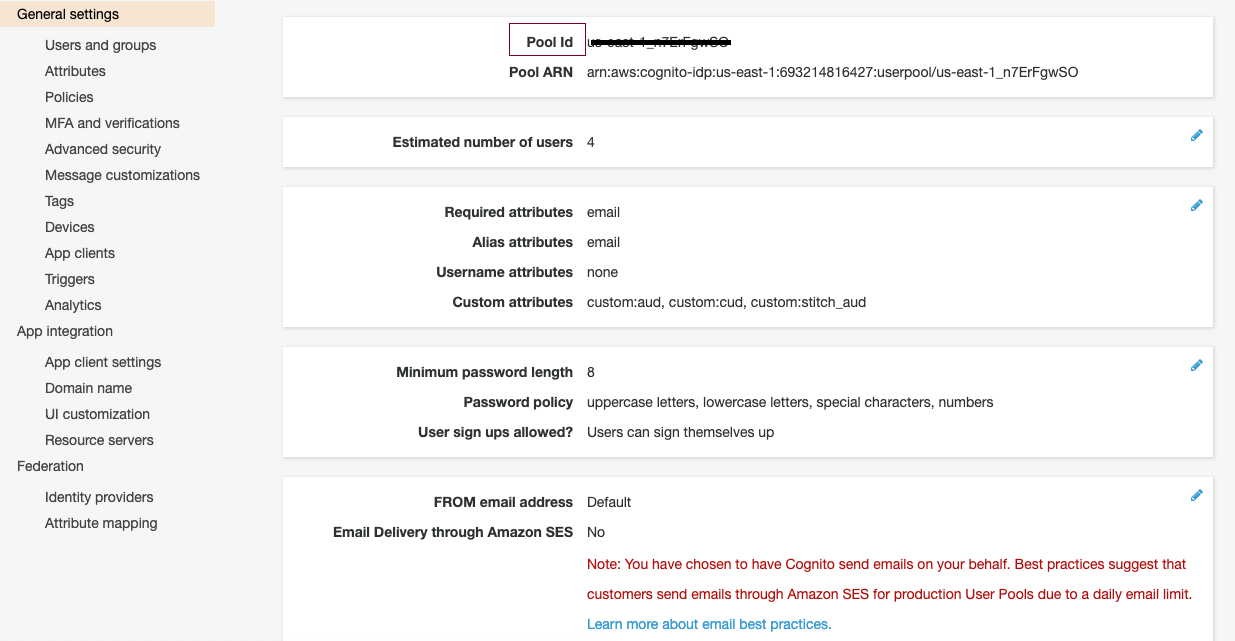 General settings
Users and groups
Attributes
Policies
MFA and verifications
Advanced security
Message customizations
Tags
Devices
App clients
Triggers
Analytics
App integration
App client settings
Domain name
UI customization
Resource servers
Federation
Identity providers
Attribute mapping
Pool Id us-east-1_n7ErFgwSO
Pool ARN arn:aws:cognito-idp:us-east-1:693214816427:userpool/us-east-1_n7ErFgwSO
Estimated number of users 4
Required attributes email
Alias attributes email
Username attributes none
Custom attributes custom:aud, custom:cud, custom:stitch_aud
Minimum password length 8
Password policy uppercase letters, lowercase letters, special characters, numbers
User sign ups allowed? Users can sign themselves up
FROM email address Default
Email Delivery through Amazon SES No
Note: You have chosen to have Cognito send emails on your behalf. Best practices suggest that
customers send emails through Amazon SES for production User Pools due to a daily email limit.
Learn more about email best practices.